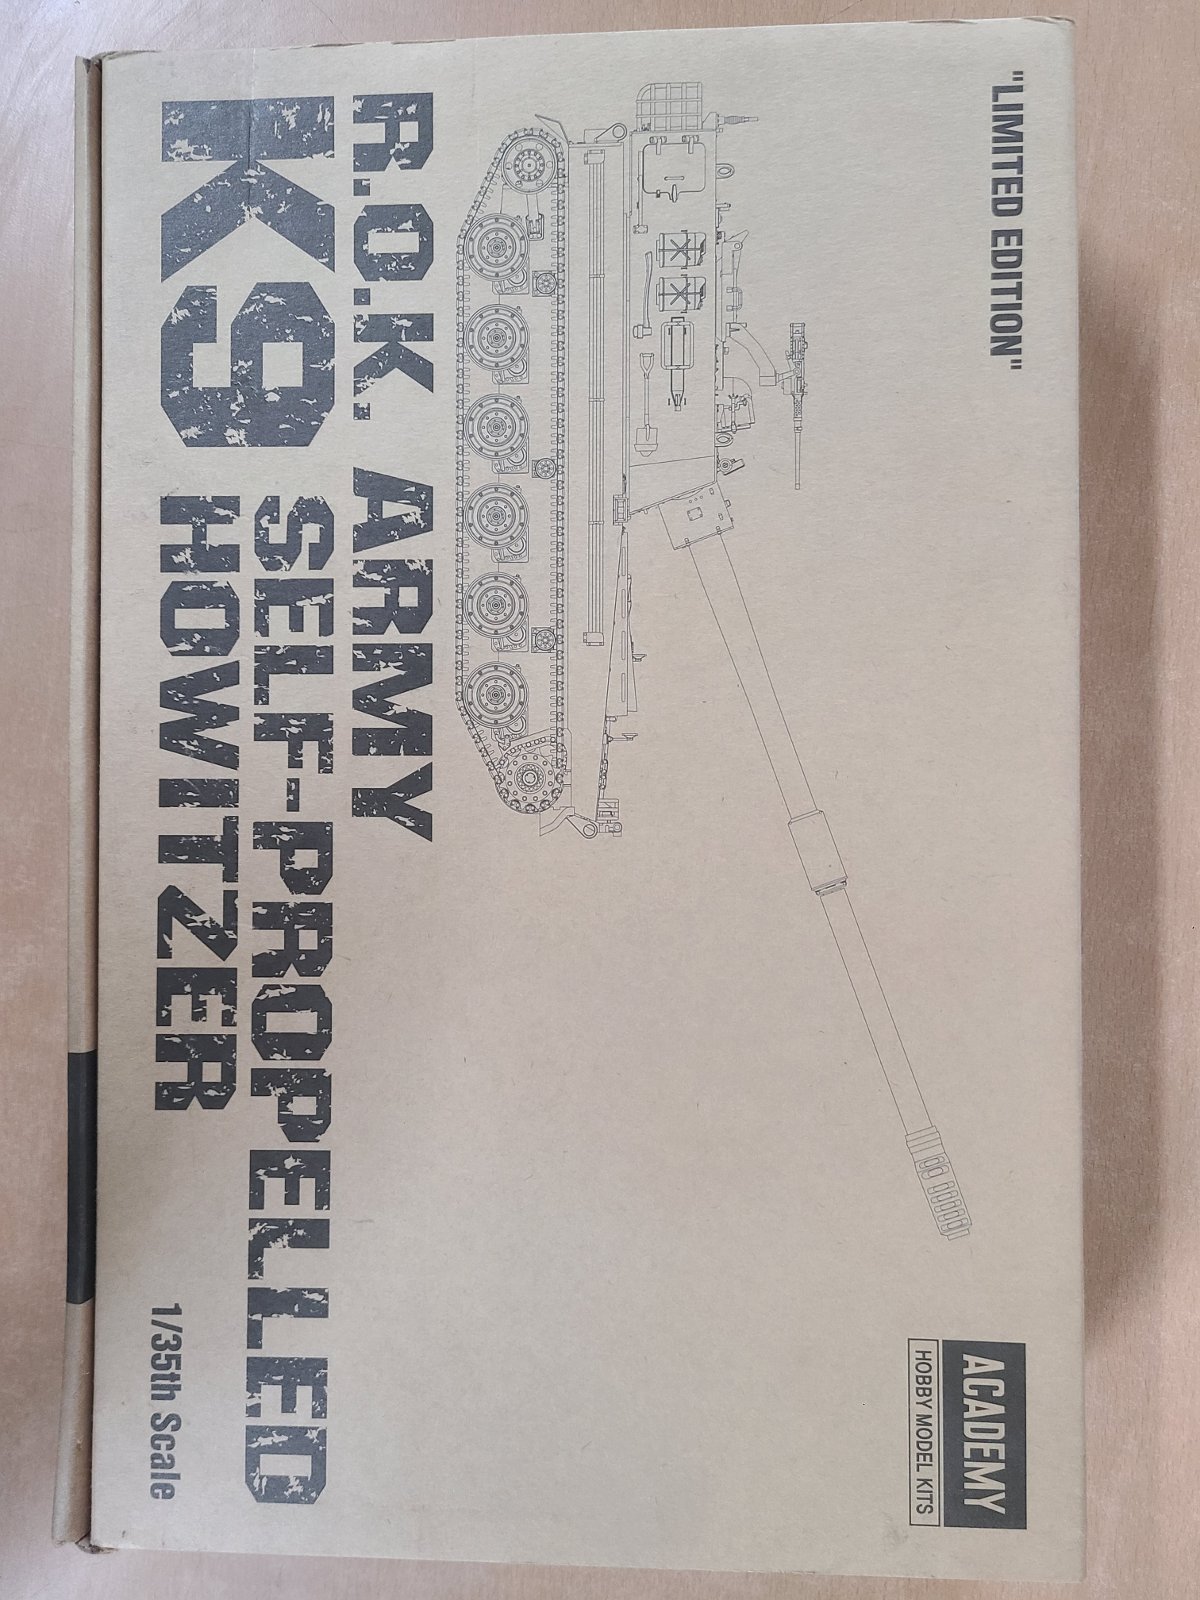 "LIMITED EDITION"
ACADEMY
HOBBY MODEL KITS
R.O.K. ARMY
K9 SELF-PROPELLED
HOWITZER
1/35th Scale